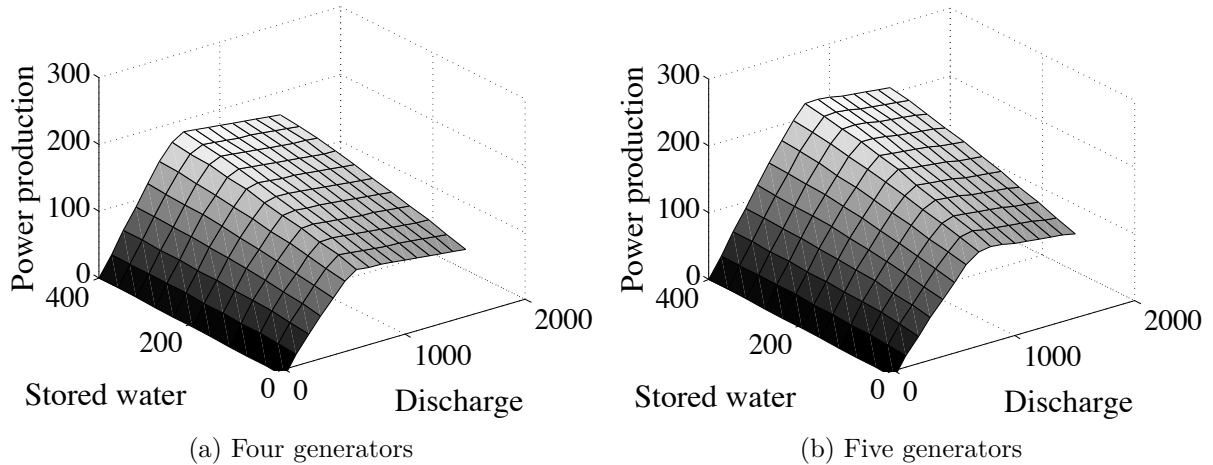 300
200
100
0
Power production
400
200
0
Stored water
0
1000
2000
Discharge
(a) Four generators
300
200
100
0
Power production
400
200
0
Stored water
0
1000
2000
Discharge
(b) Five generators